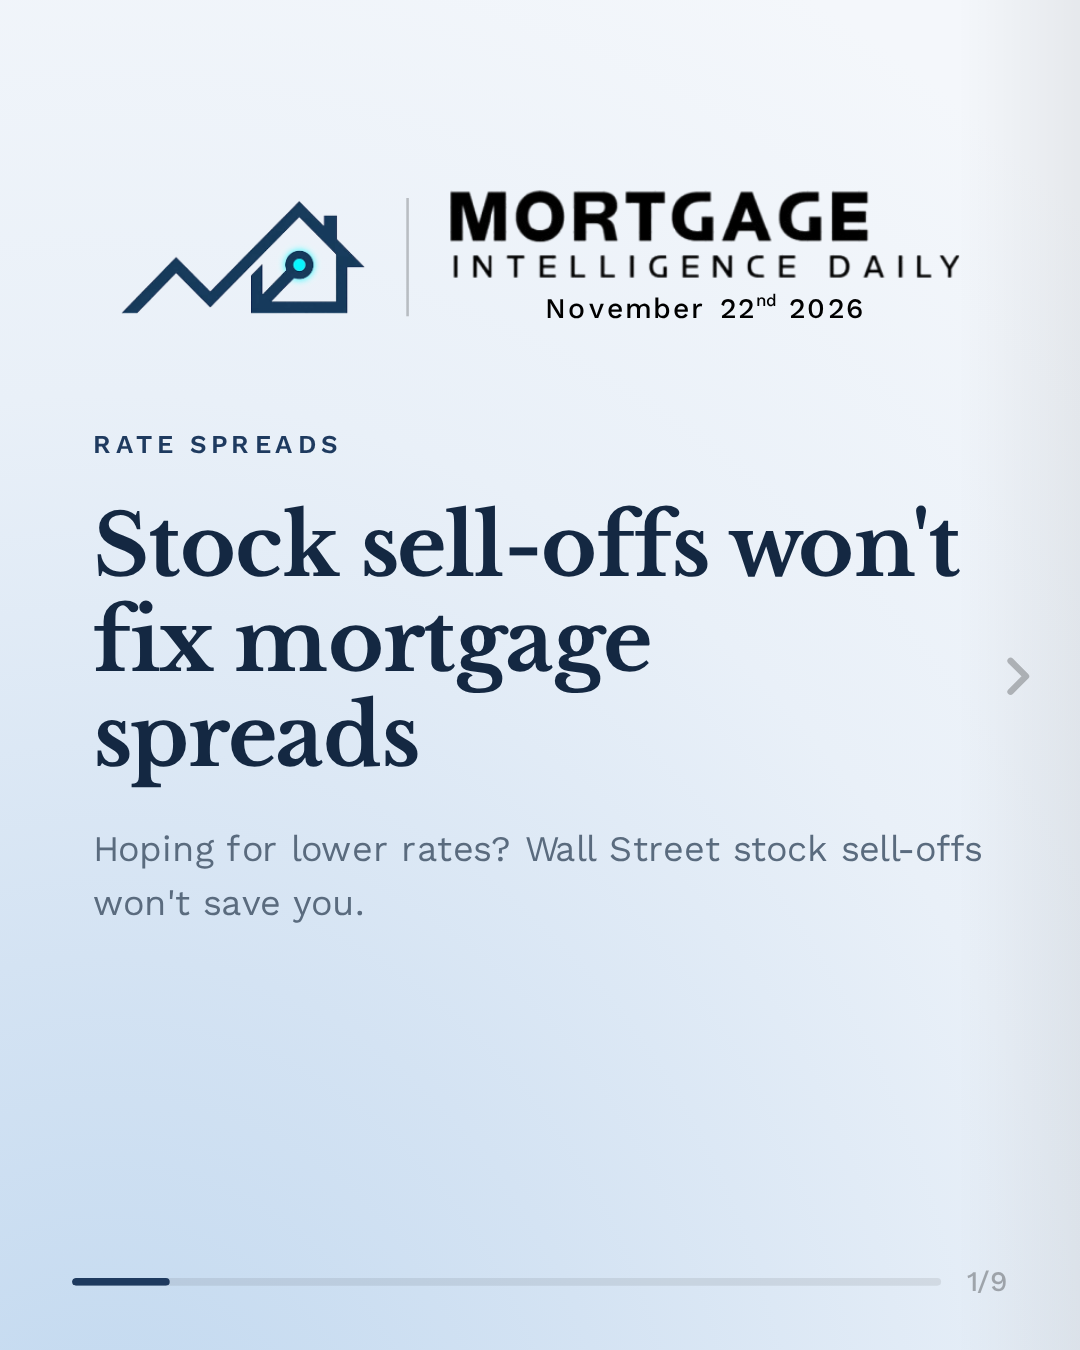 MORTGAGE
INTELLIGENCE DAILY
November 22nd 2026
RATE SPREADS
Stock sell-offs won't
fix mortgage
spreads
Hoping for lower rates? Wall Street stock sell-offs
won't save you.
1/9